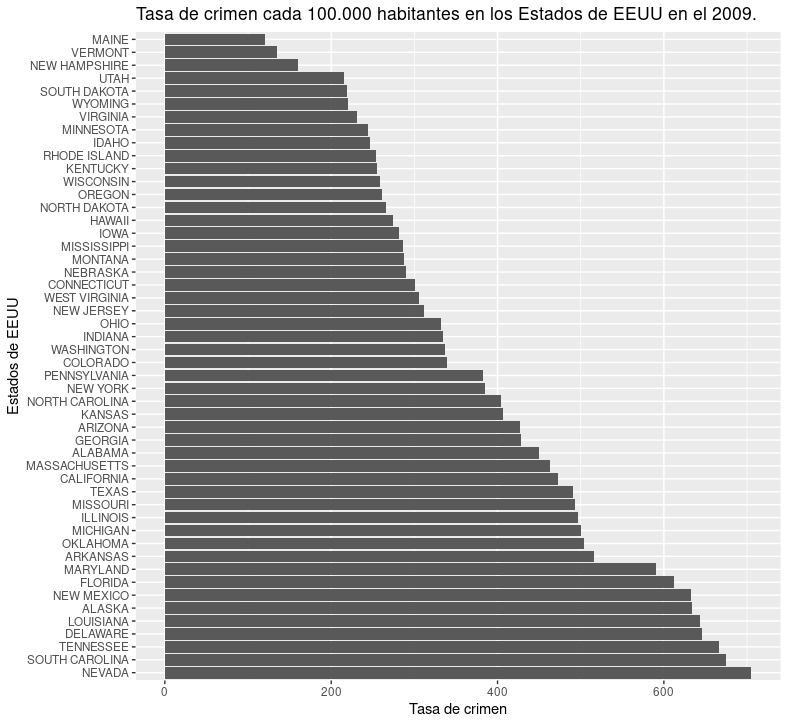 Tasa de crimen cada 100.000 habitantes en los Estados de EEUU en el 2009.
MAINE
VERMONT
NEW HAMPSHIRE
UTAH
SOUTH DAKOTA
WYOMING
VIRGINIA
MINNESOTA
IDAHO
RHODE ISLAND
KENTUCKY
WISCONSIN
OREGON
NORTH DAKOTA
HAWAII
IOWA
MISSISSIPPI
MONTANA
NEBRASKA
CONNECTICUT
WEST VIRGINIA
NEW JERSEY
OHIO
INDIANA
WASHINGTON
COLORADO
PENNSYLVANIA
NEW YORK
NORTH CAROLINA
KANSAS
ARIZONA
GEORGIA
ALABAMA
MASSACHUSETTS
CALIFORNIA
TEXAS
MISSOURI
ILLINOIS
MICHIGAN
OKLAHOMA
ARKANSAS
MARYLAND
FLORIDA
NEW MEXICO
ALASKA
LOUISIANA
DELAWARE
TENNESSEE
SOUTH CAROLINA
NEVADA
Estados de EEUU
0 200 400 600
Tasa de crimen